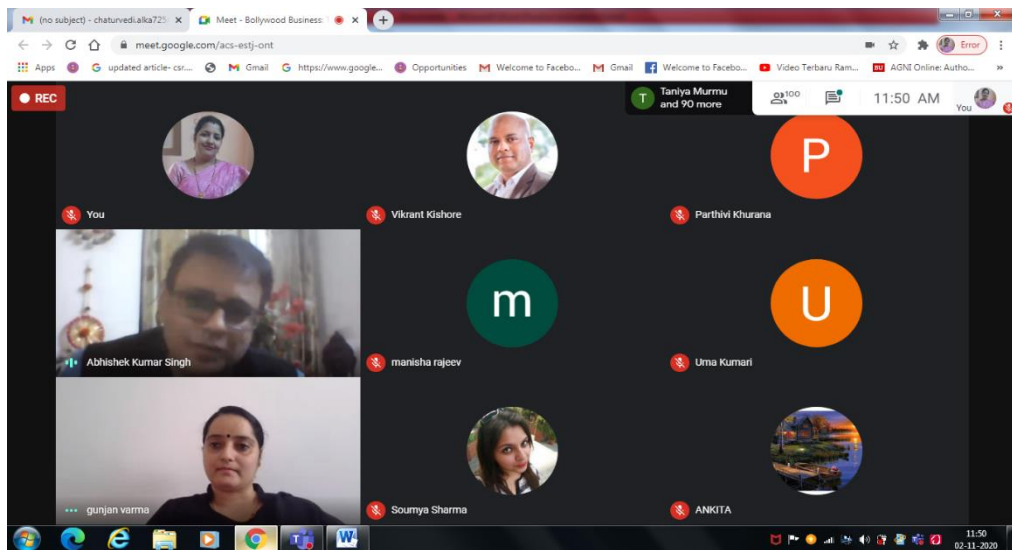 (no subject) - chaturvedi.alka725
Meet - Bollywood Business
meet.google.com/acs-estj-ont
Error
Apps
updated article- csr....
Gmail
https://www.google...
Opportunities
Welcome to Facebo...
Gmail
Welcome to Facebo...
Video Terbaru Ram...
AGNI Online: Autho...
REC
T
Taniya Murmu
and 90 more
100
11:50 AM
You
P
You
Vikrant Kishore
Parthivi Khurana
m
U
Abhishek Kumar Singh
manisha rajeev
Uma Kumari
gunjan varma
Soumya Sharma
ANKITA
11:50
02-11-2020